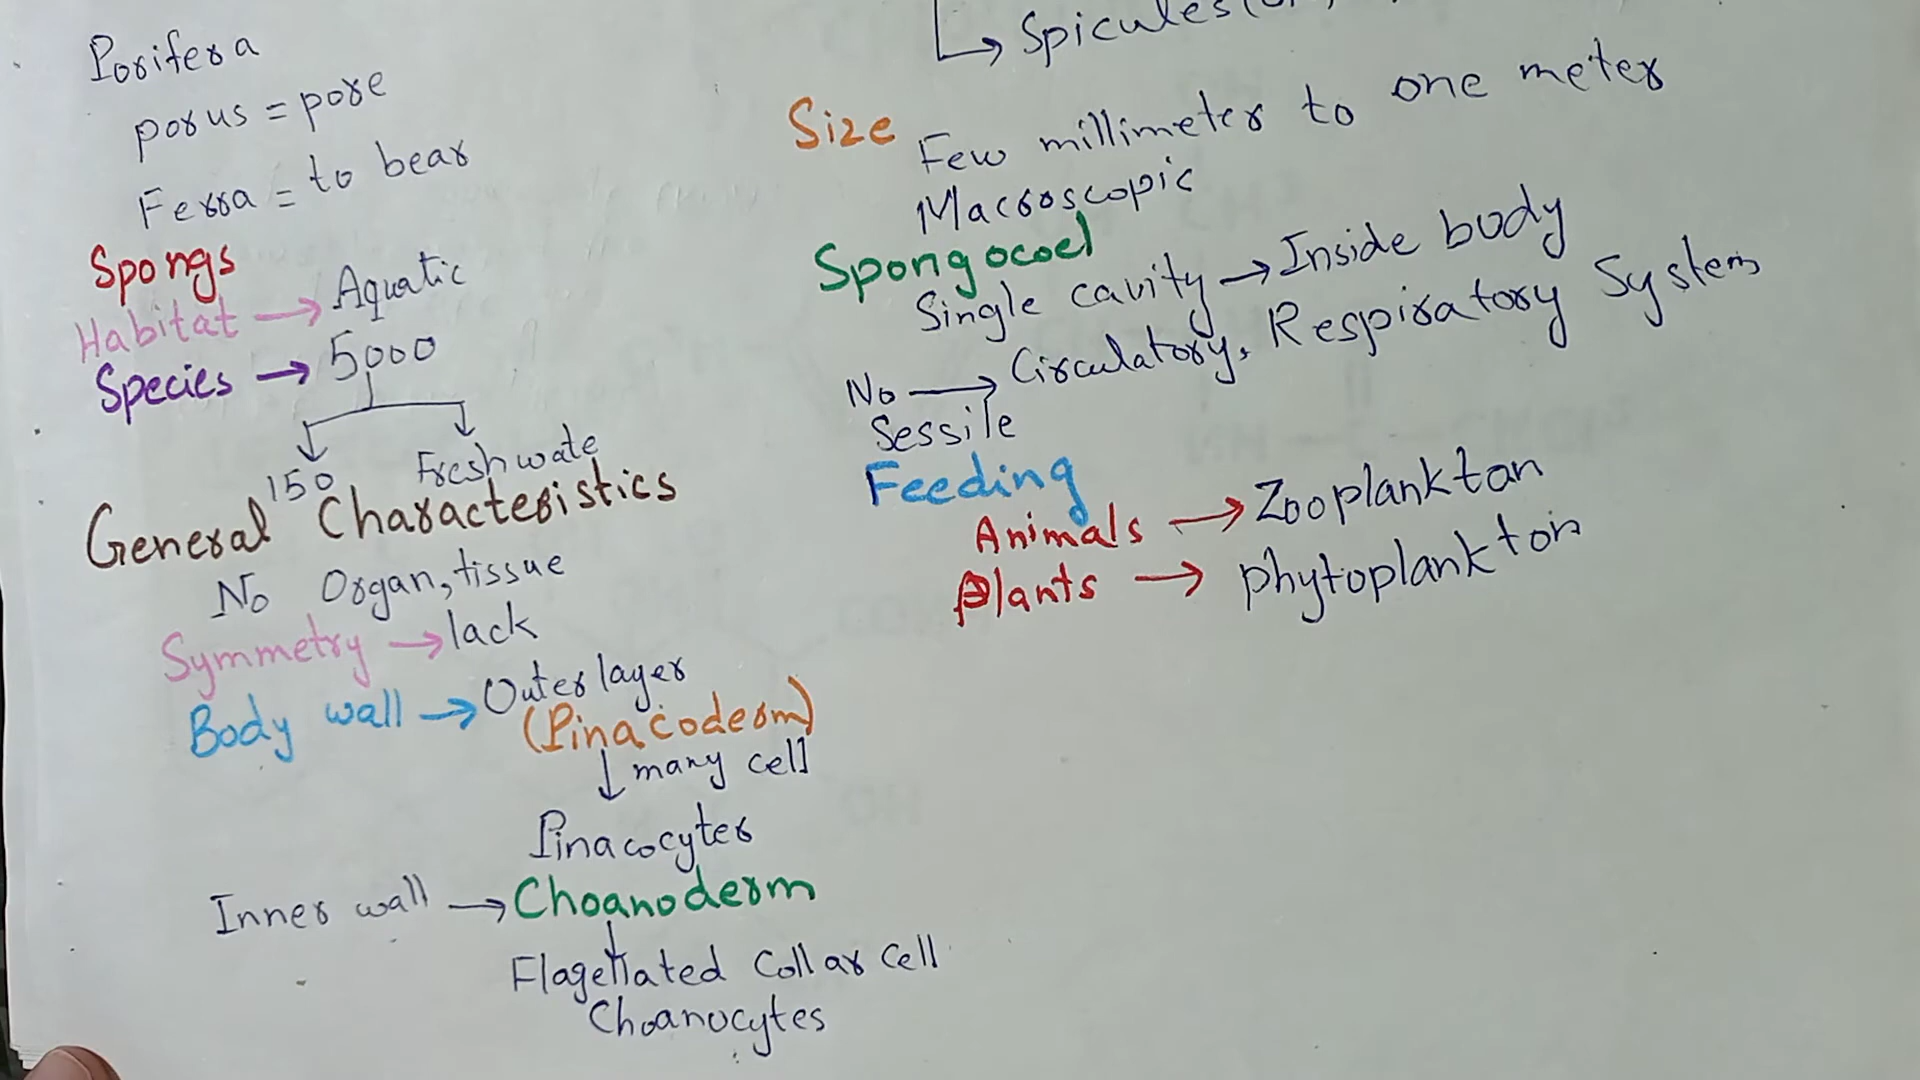 Porifera
porus = pore
Ferra = to bear
Spongs
Habitat → Aquatic
Species → 5000
150 Freshwate
General Characteristics
No Organ, tissue
Symmetry → lack
Body wall → Outer layer
(Pinacoderm)
↓ many cell
Pinacocyter
Inner wall → Choanoderm
Flagellated Collar cell
Choanocytes
↳ Spicules
Size
Few millimeter to one meter
Macroscopic
Spongocoel
Single cavity → Inside body
No → Circulatory, Respiratory System
Sessile
Feeding
Animals → Zooplanktan
Plants → phytoplankton